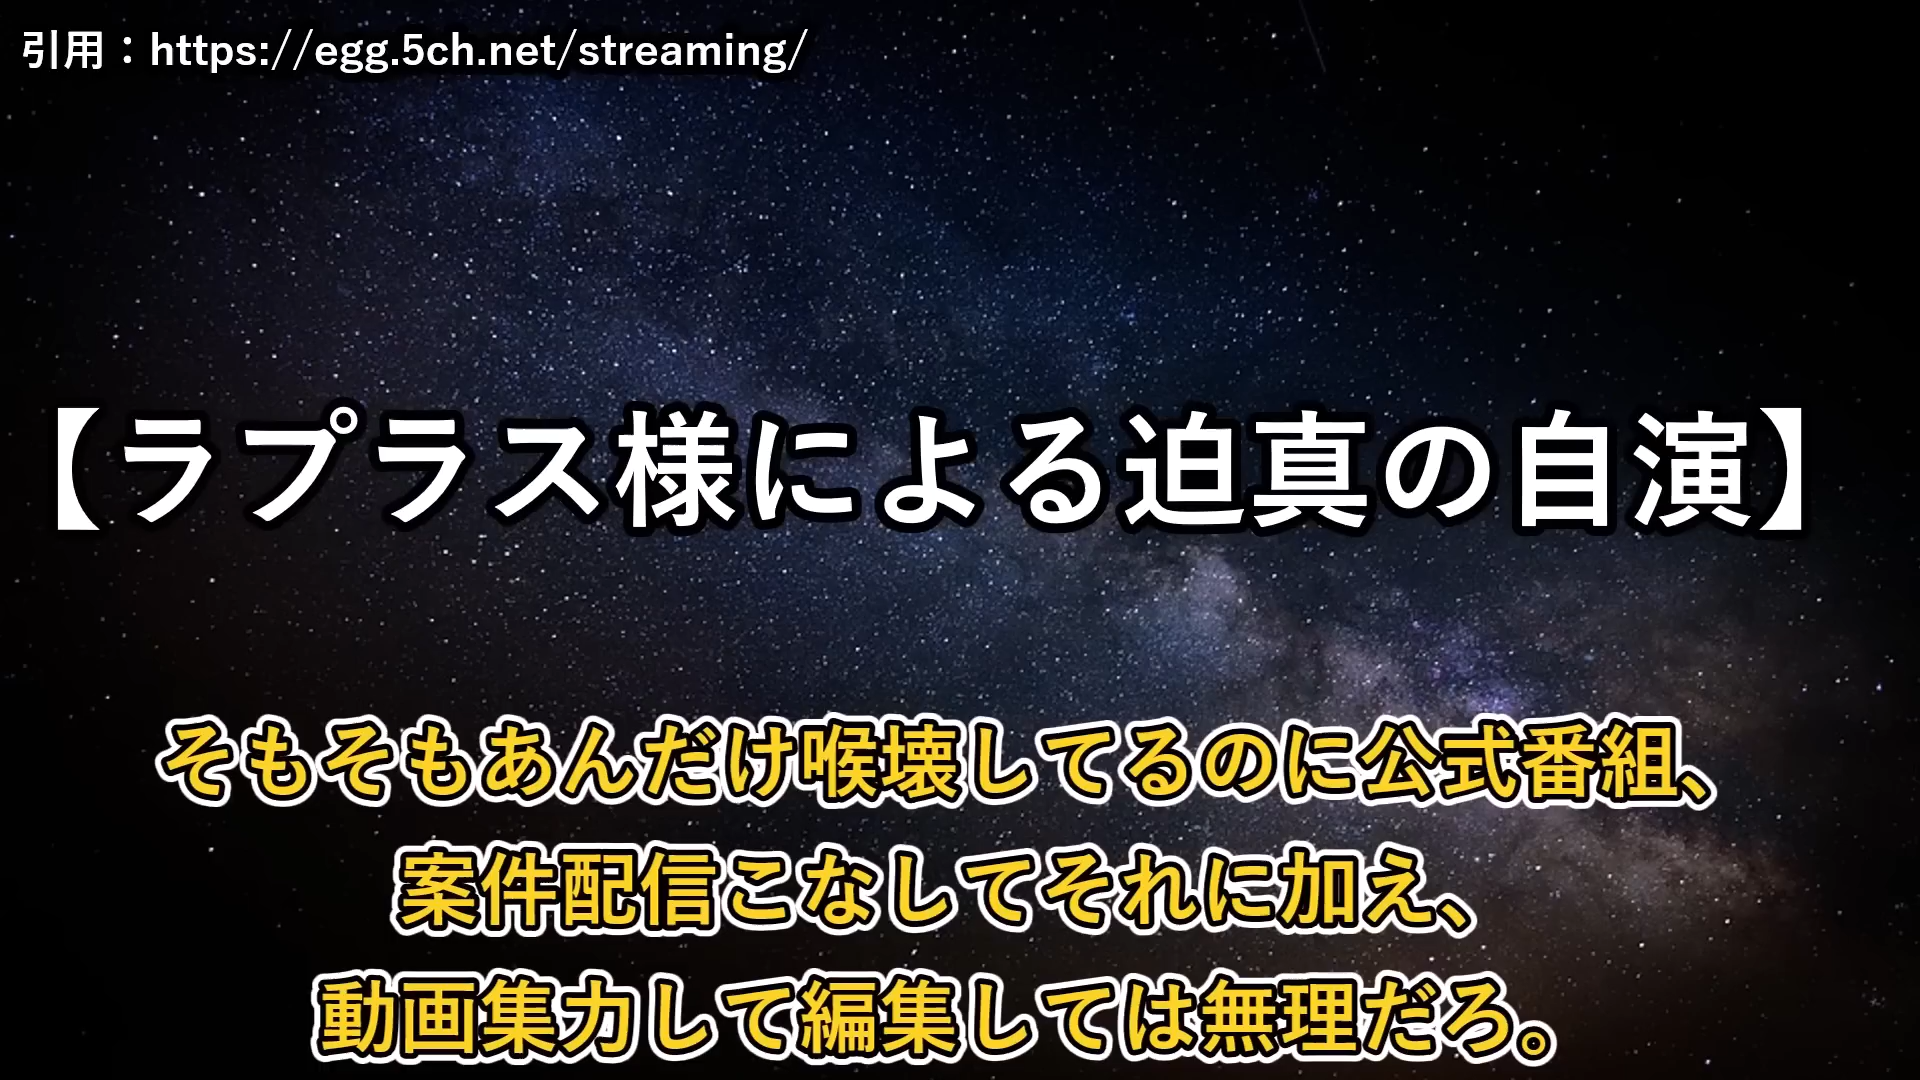 引用：https://egg.5ch.net/streaming/
【ラプラス様による迫真の自演】
そもそもあんだけ喉壊してるのに公式番組、
案件配信こなしてそれに加え、
動画集力して編集しては無理だろ。